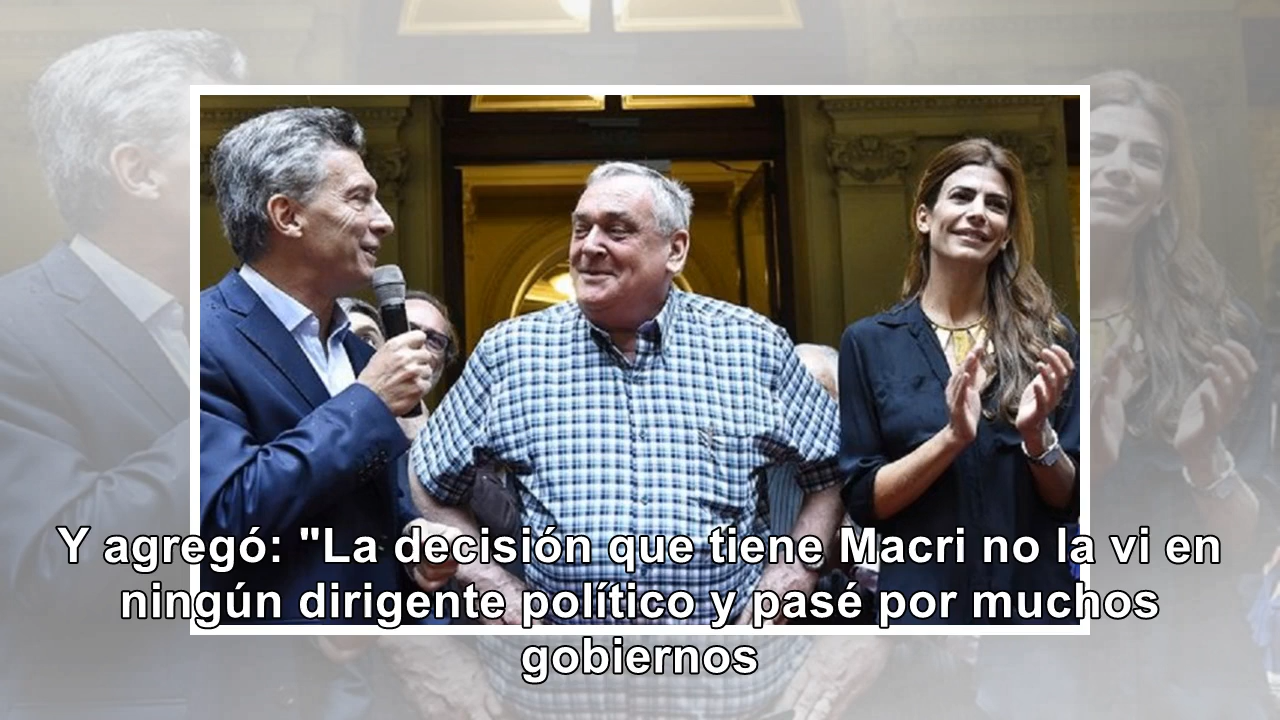 Y agregó: "La decisión que tiene Macri no la vi en
ningún dirigente político y pasé por muchos
gobiernos